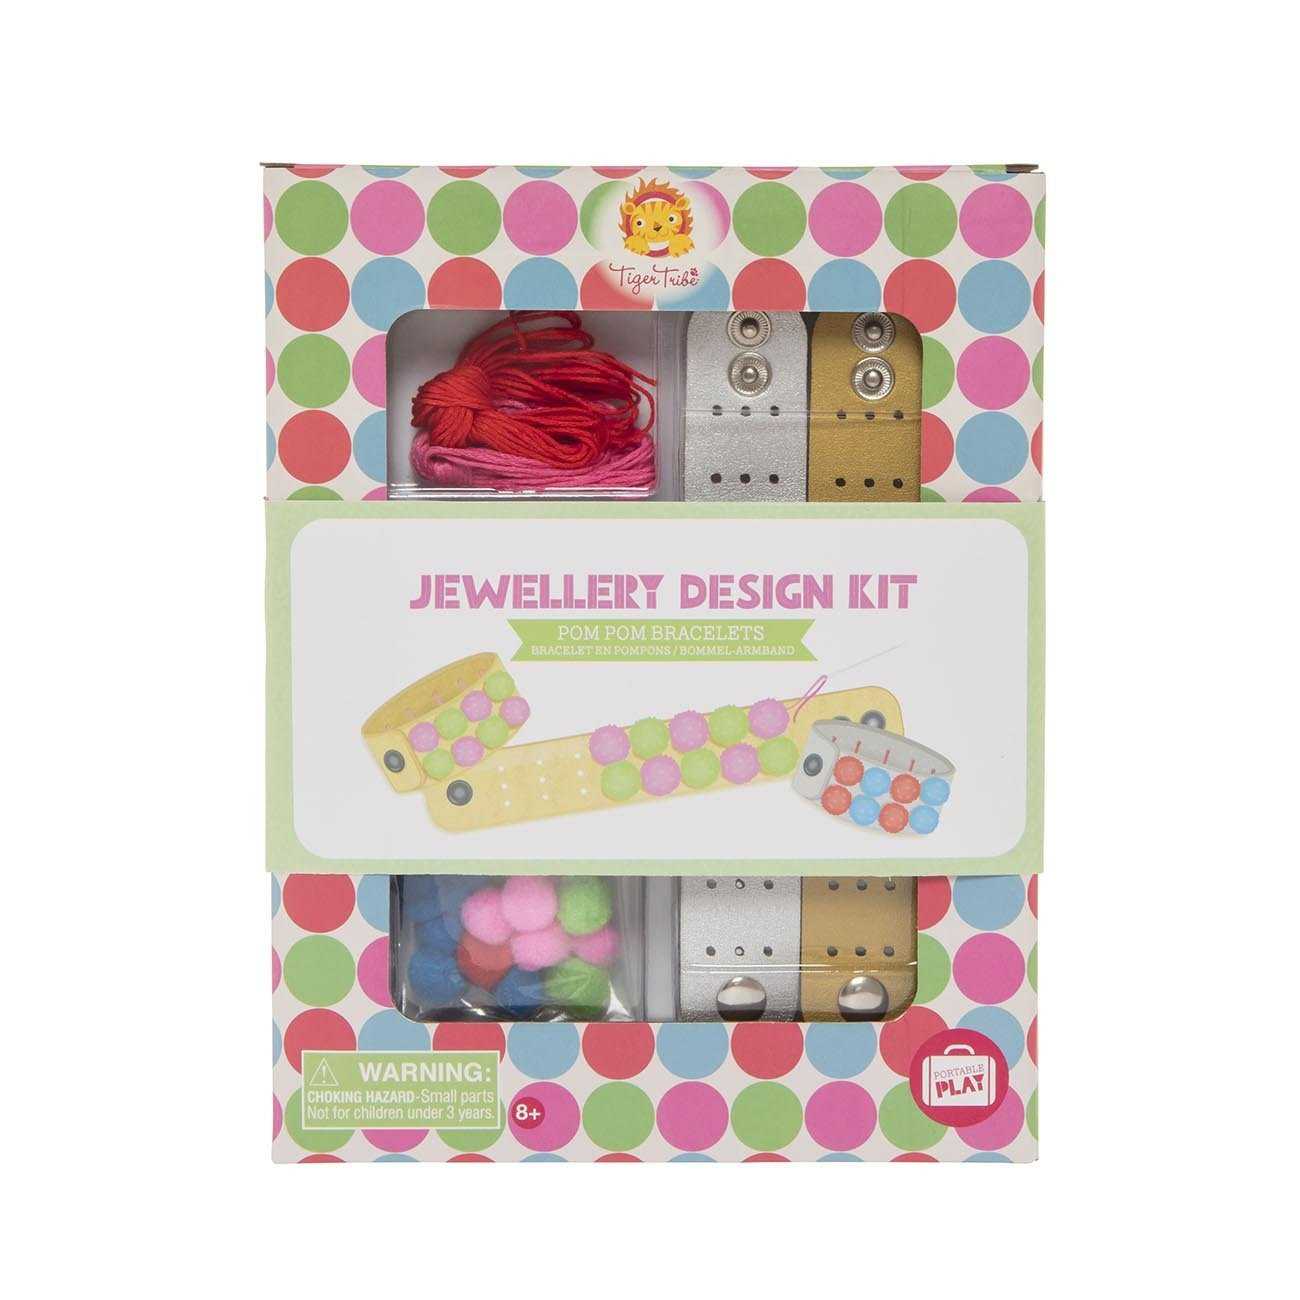 Tiger Tribe
JEWELLERY DESIGN KIT
POM POM BRACELETS
BRACELET EN POMPONS / BOMMEL-ARMBAND
WARNING:
CHOKING HAZARD-Small parts
Not for children under 3 years.
8+
PORTABLE
PLAY